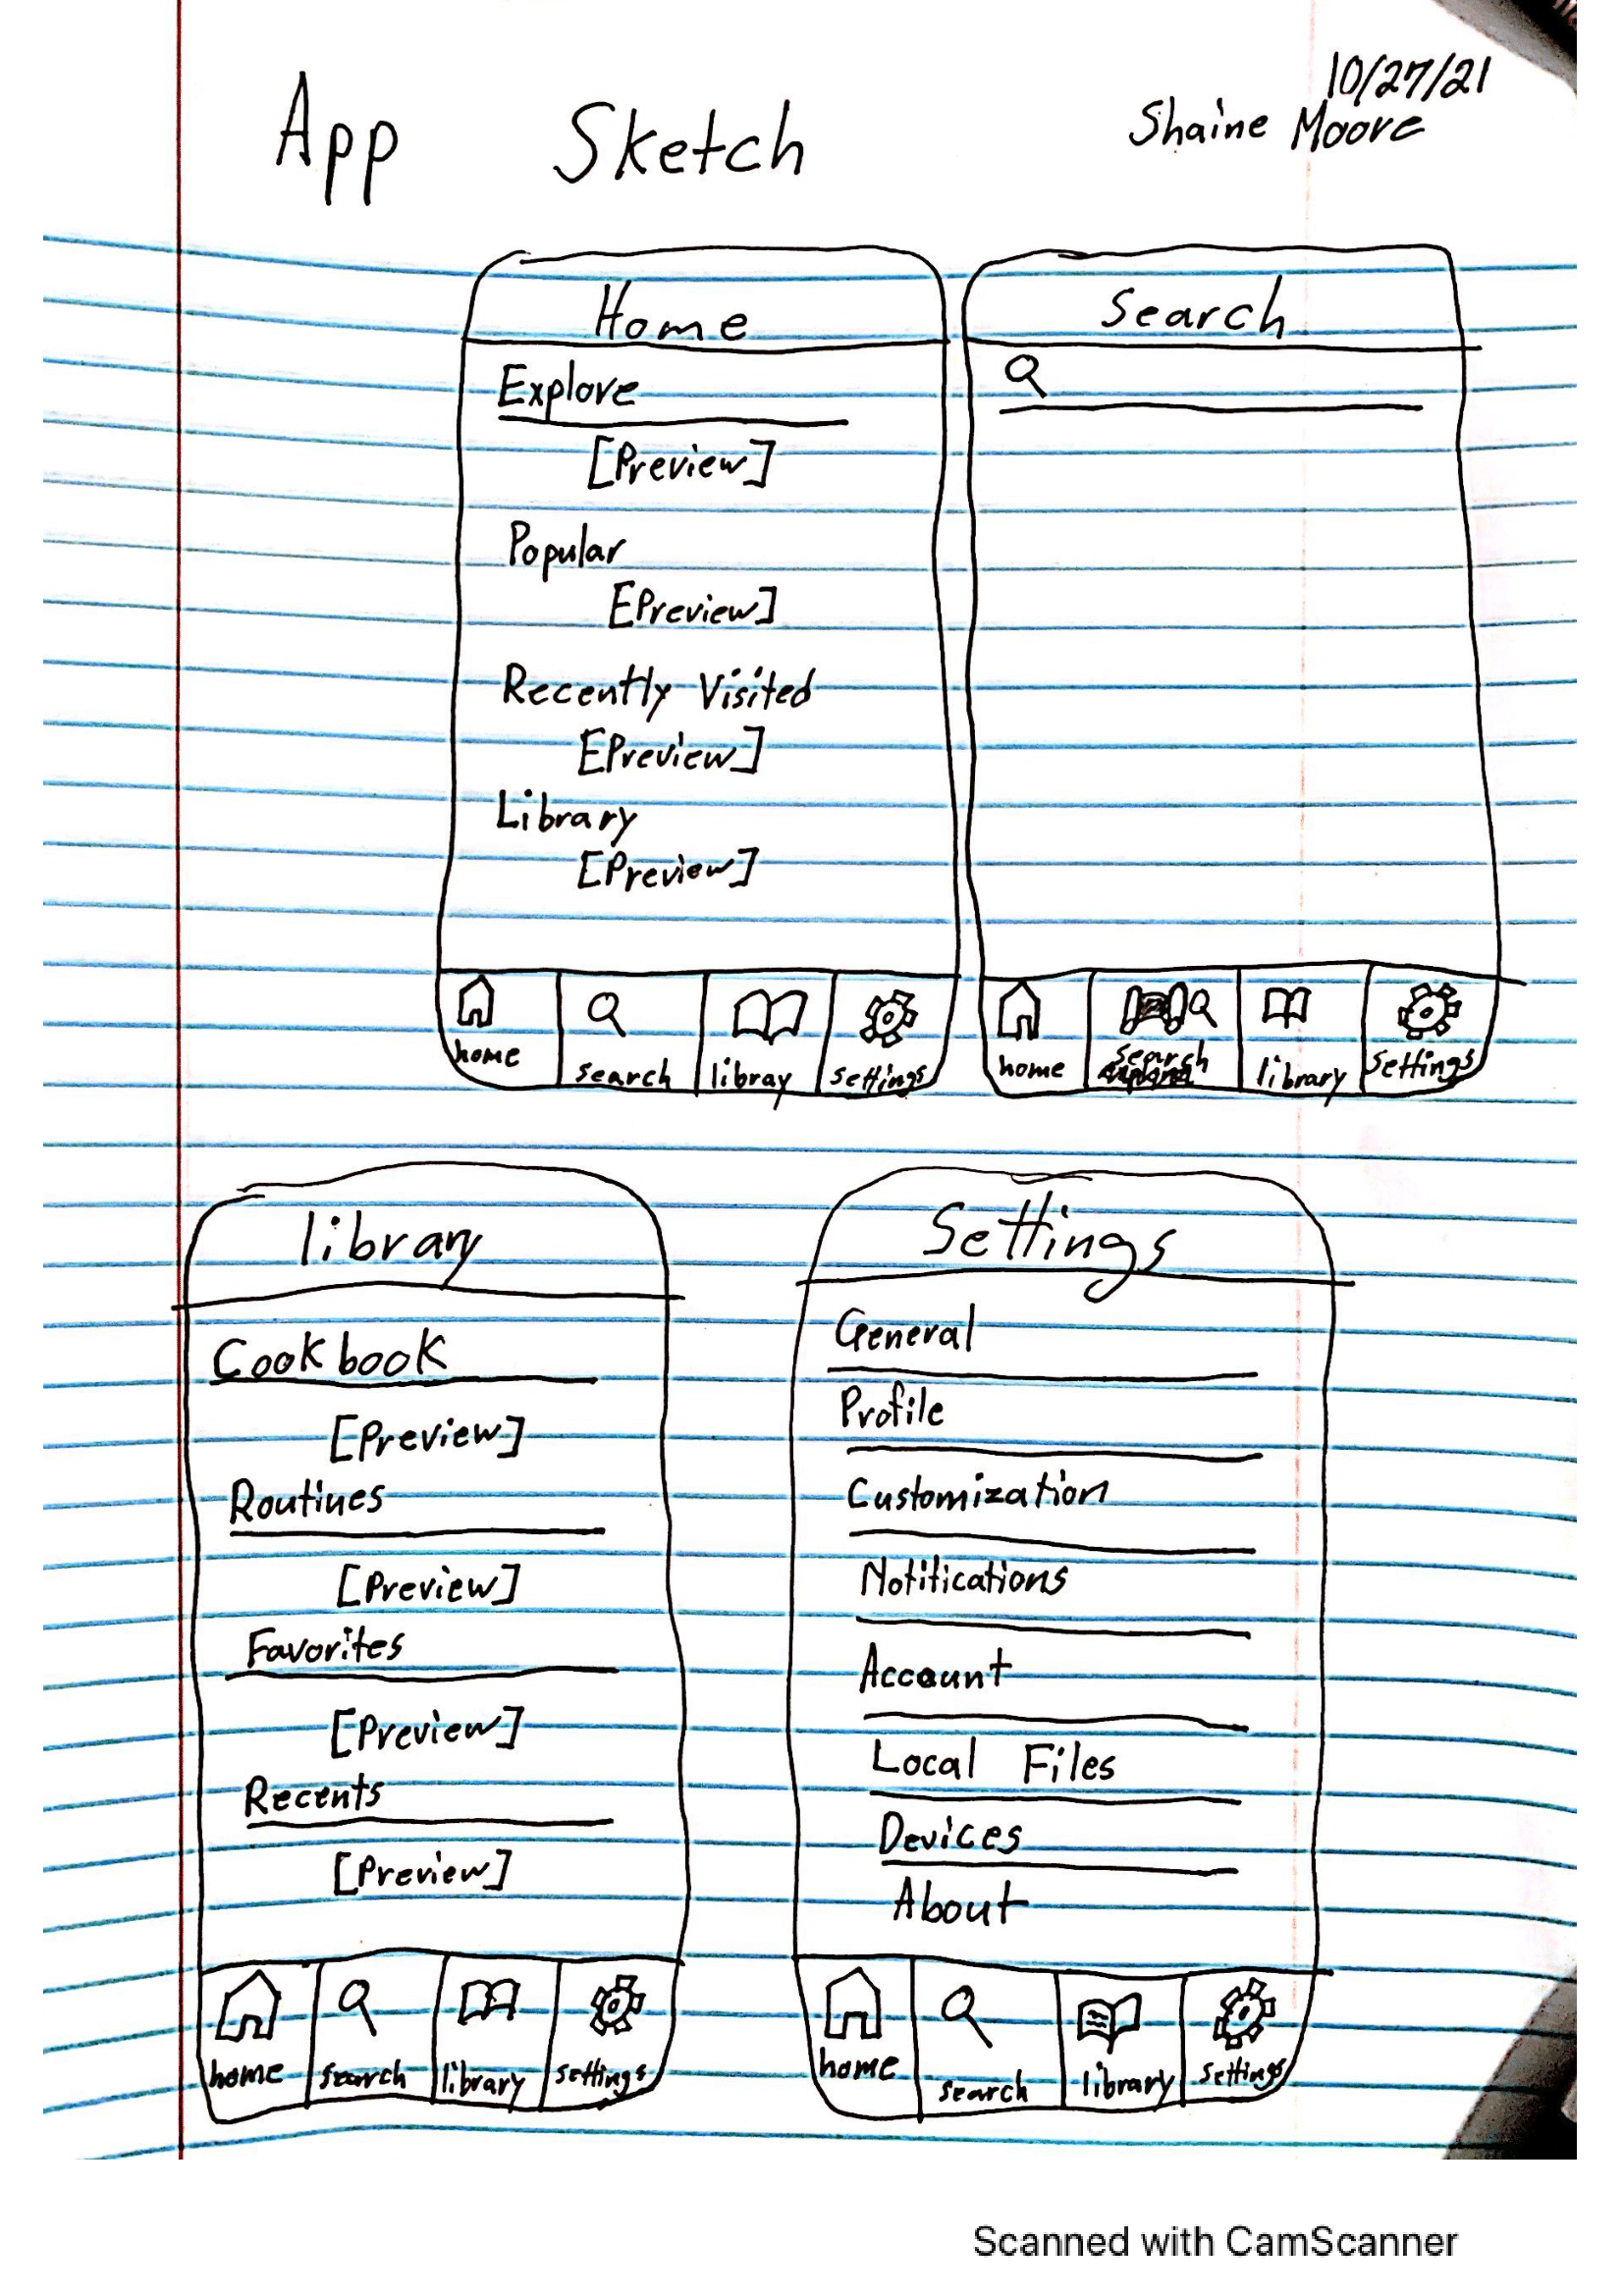 10/27/21
App Sketch
Shaine Moore
Home
Explore
[Preview]
Popular
[Preview]
Recently Visited
[Preview]
Library
[Preview]
home search libray settings
Search
home search library settings
library
Cookbook
[Preview]
Routines
[Preview]
Favorites
[Preview]
Recents
[Preview]
home search library settings
Settings
General
Profile
Customization
Notifications
Account
Local Files
Devices
About
home search library settings
Scanned with CamScanner